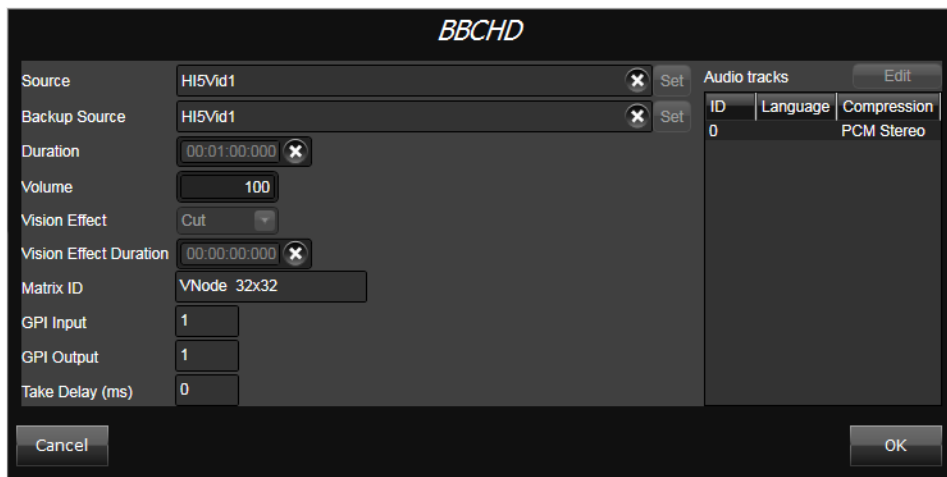 BBCHD
Source HI5Vid1 Set
Backup Source HI5Vid1 Set
Duration 00:01:00:000
Volume 100
Vision Effect Cut
Vision Effect Duration 00:00:00:000
Matrix ID VNode 32x32
GPI Input 1
GPI Output 1
Take Delay (ms) 0
Audio tracks Edit
ID Language Compression
0 PCM Stereo
Cancel OK